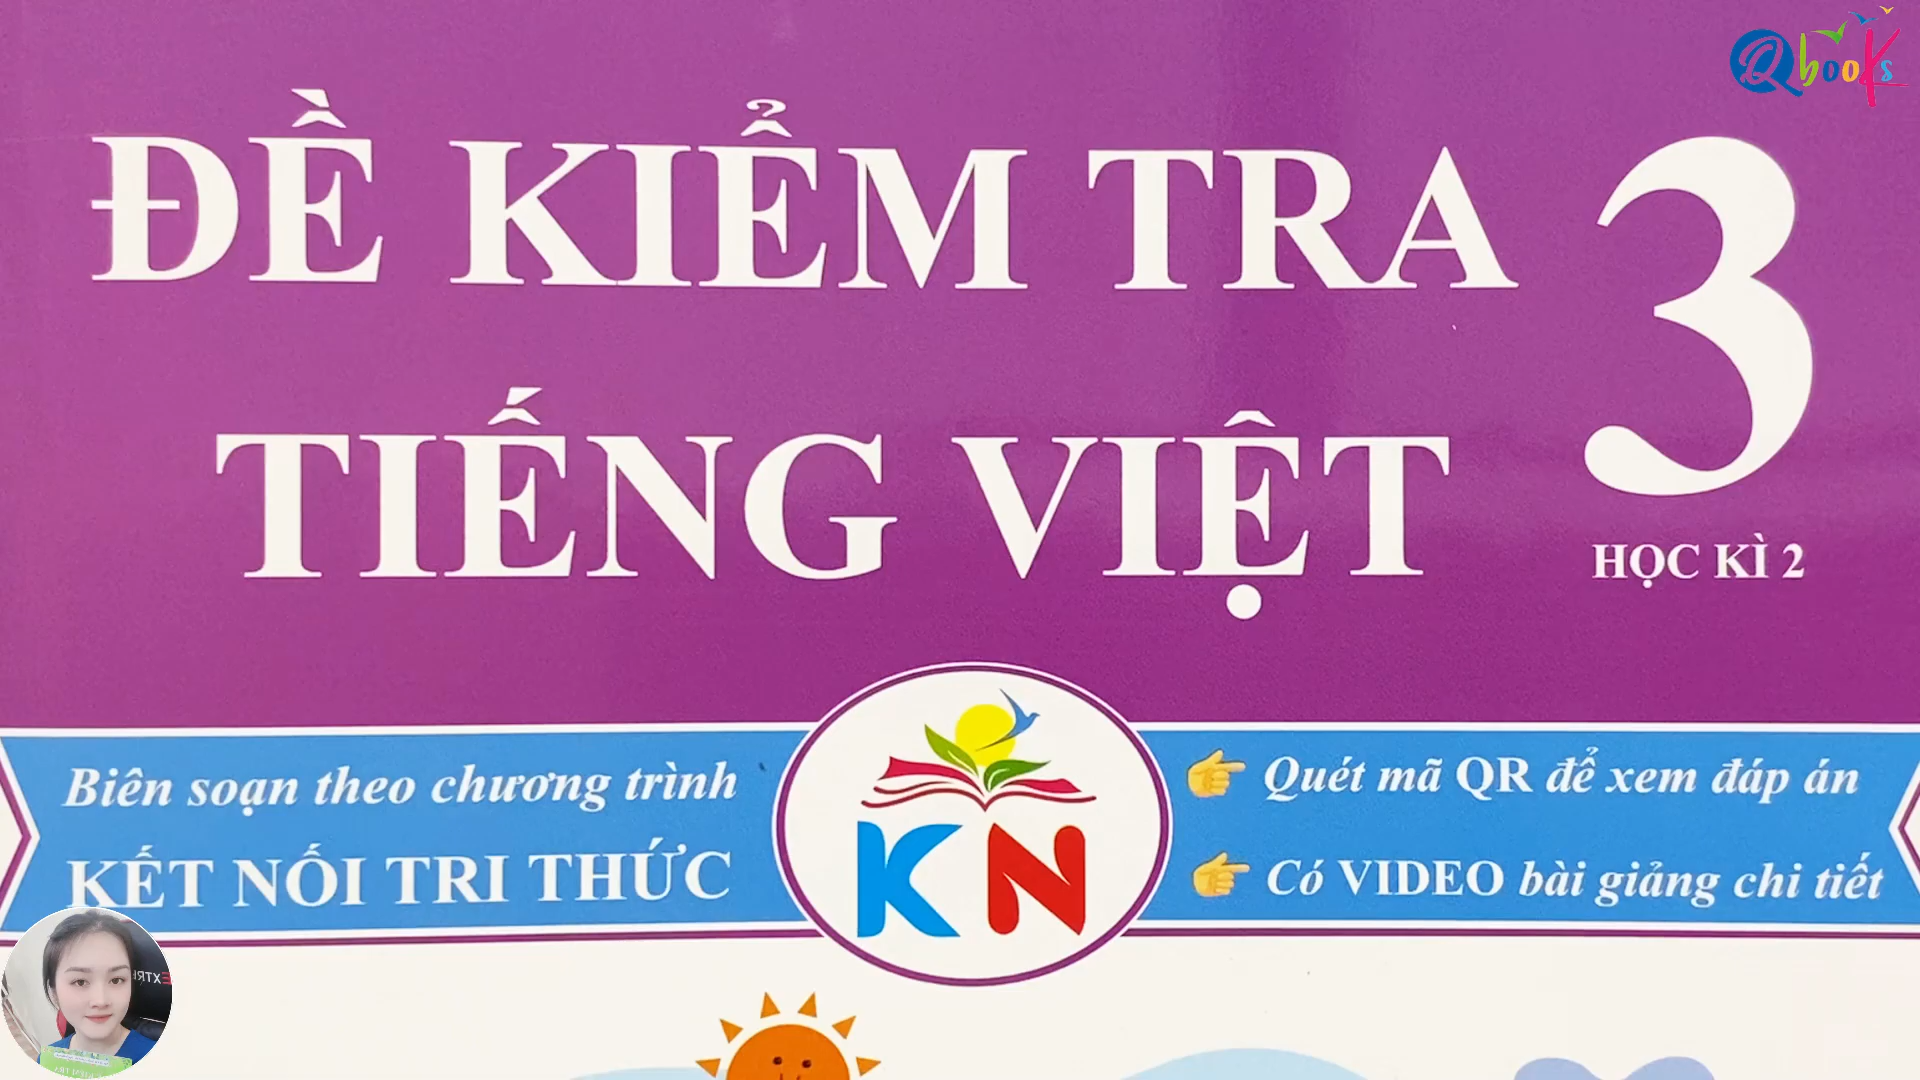 Qbooks
ĐỀ KIỂM TRA 3
TIẾNG VIỆT
HỌC KÌ 2
Biên soạn theo chương trình
KẾT NỐI TRI THỨC
KN
👉 Quét mã QR để xem đáp án
👉 Có VIDEO bài giảng chi tiết